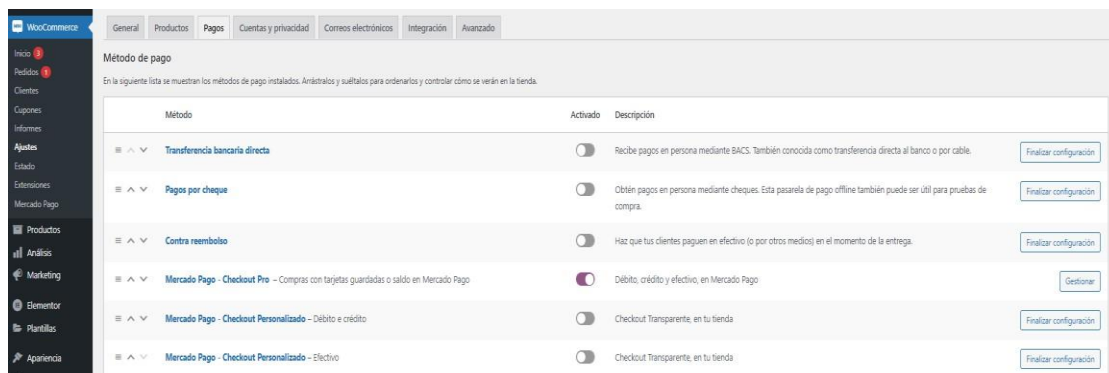 WooCommerce
Inicio 3
Pedidos 1
Clientes
Cupones
Informes
Ajustes
Estado
Extensiones
Mercado Pago
Productos
Análisis
Marketing
Elementor
Plantillas
Apariencia
General Productos Pagos Cuentas y privacidad Correos electrónicos Integración Avanzado
Método de pago
En la siguiente lista se muestran los métodos de pago instalados. Arrástralos y suéltalos para ordenarlos y controlar cómo se verán en la tienda.
Método Activado Descripción
Transferencia bancaria directa Recibe pagos en persona mediante BACS. También conocida como transferencia directa al banco o por cable. Finalizar configuración
Pagos por cheque Obtén pagos en persona mediante cheques. Esta pasarela de pago offline también puede ser útil para pruebas de Finalizar configuración
compra.
Contra reembolso Haz que tus clientes paguen en efectivo (o por otros medios) en el momento de la entrega. Finalizar configuración
Mercado Pago - Checkout Pro – Compras con tarjetas guardadas o saldo en Mercado Pago Débito, crédito y efectivo, en Mercado Pago Gestionar
Mercado Pago - Checkout Personalizado – Débito e crédito Checkout Transparente, en tu tienda Finalizar configuración
Mercado Pago - Checkout Personalizado – Efectivo Checkout Transparente, en tu tienda Finalizar configuración